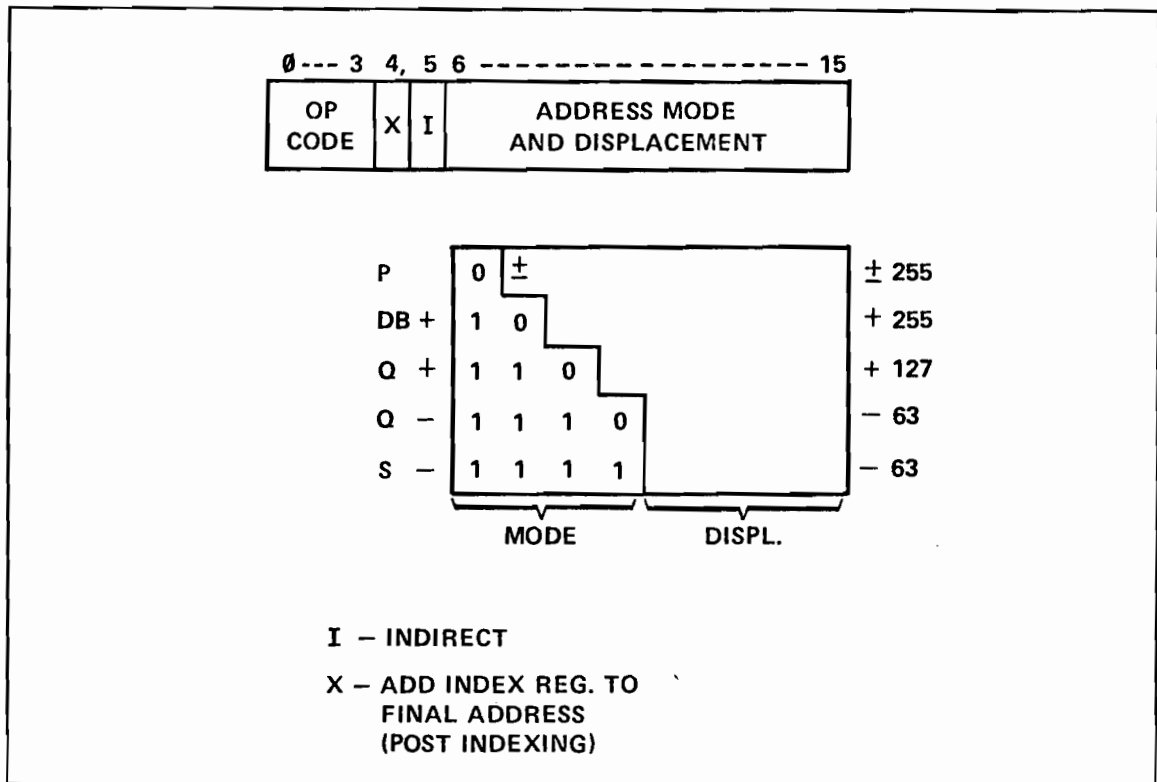 0 --- 3 4, 5 6 ------------------ 15
OP CODE X I ADDRESS MODE AND DISPLACEMENT
P 0 ± ± 255
DB + 1 0 + 255
Q + 1 1 0 + 127
Q − 1 1 1 0 − 63
S − 1 1 1 1 − 63
MODE DISPL.
I – INDIRECT
X – ADD INDEX REG. TO
FINAL ADDRESS
(POST INDEXING)